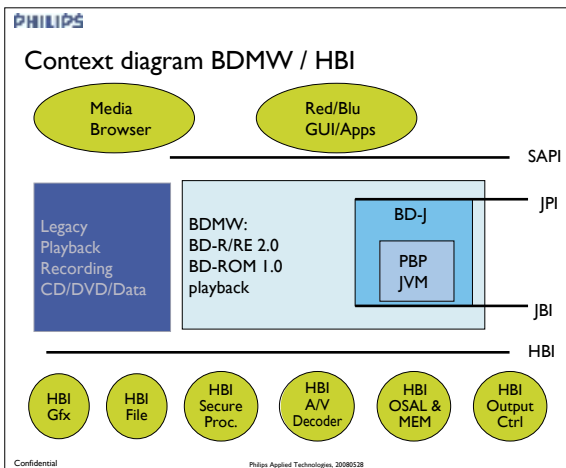 PHILIPS
Context diagram BDMW / HBI
Media
Browser
Red/Blu
GUI/Apps
SAPI
Legacy
Playback
Recording
CD/DVD/Data
BDMW:
BD-R/RE 2.0
BD-ROM 1.0
playback
BD-J
PBP
JVM
JPI
JBI
HBI
HBI
Gfx
HBI
File
HBI
Secure
Proc.
HBI
A/V
Decoder
HBI
OSAL &
MEM
HBI
Output
Ctrl
Confidential
Philips Applied Technologies, 20080528